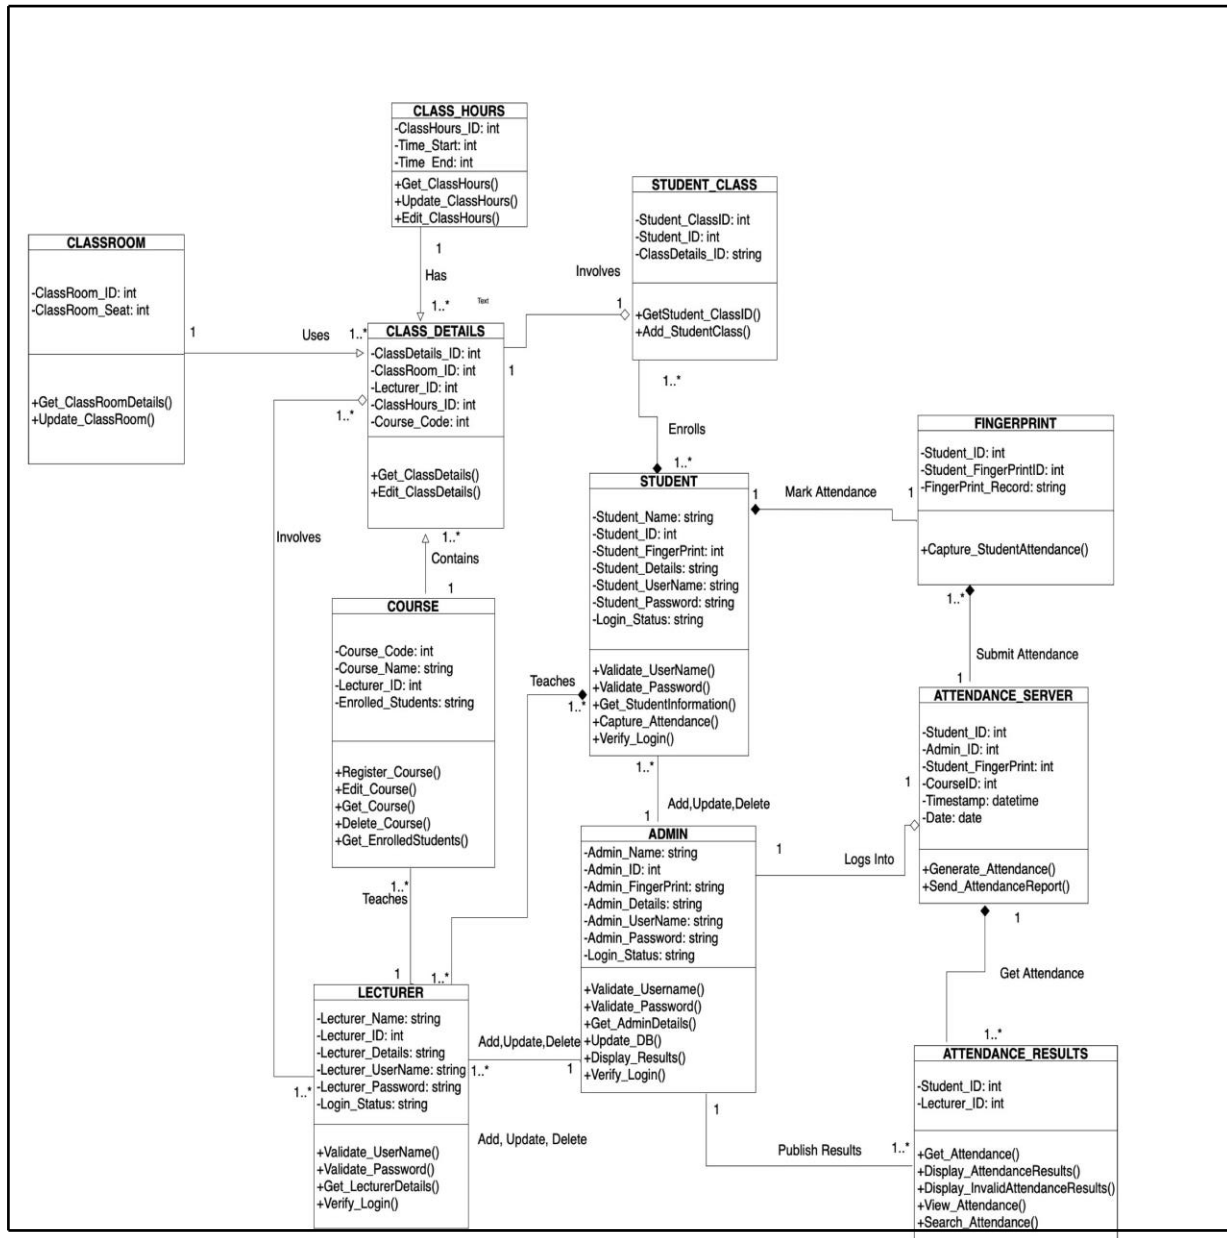 CLASS_HOURS
-ClassHours_ID: int
-Time_Start: int
-Time_End: int
+Get_ClassHours()
+Update_ClassHours()
+Edit_ClassHours()
1
Has
1..*
Text
STUDENT_CLASS
-Student_ClassID: int
-Student_ID: int
-ClassDetails_ID: string
+GetStudent_ClassID()
+Add_StudentClass()
Involves
1
1
1..*
Enrolls
1..*
CLASSROOM
-ClassRoom_ID: int
-ClassRoom_Seat: int
+Get_ClassRoomDetails()
+Update_ClassRoom()
1
Uses
1..*
CLASS_DETAILS
-ClassDetails_ID: int
-ClassRoom_ID: int
-Lecturer_ID: int
-ClassHours_ID: int
-Course_Code: int
+Get_ClassDetails()
+Edit_ClassDetails()
1..*
Involves
1..*
1..*
Contains
1
FINGERPRINT
-Student_ID: int
-Student_FingerPrintID: int
-FingerPrint_Record: string
+Capture_StudentAttendance()
STUDENT
-Student_Name: string
-Student_ID: int
-Student_FingerPrint: int
-Student_Details: string
-Student_UserName: string
-Student_Password: string
-Login_Status: string
+Validate_UserName()
+Validate_Password()
+Get_StudentInformation()
+Capture_Attendance()
+Verify_Login()
1
Mark Attendance
1
1..*
Submit Attendance
1
COURSE
-Course_Code: int
-Course_Name: string
-Lecturer_ID: int
-Enrolled_Students: string
+Register_Course()
+Edit_Course()
+Get_Course()
+Delete_Course()
+Get_EnrolledStudents()
Teaches
1..*
1..*
1..*
Teaches
1
1..*
Add,Update,Delete
1
ATTENDANCE_SERVER
-Student_ID: int
-Admin_ID: int
-Student_FingerPrint: int
-CourseID: int
-Timestamp: datetime
-Date: date
+Generate_Attendance()
+Send_AttendanceReport()
ADMIN
-Admin_Name: string
-Admin_ID: int
-Admin_FingerPrint: string
-Admin_Details: string
-Admin_UserName: string
-Admin_Password: string
-Login_Status: string
+Validate_Username()
+Validate_Password()
+Get_AdminDetails()
+Update_DB()
+Display_Results()
+Verify_Login()
1
Logs Into
1
1
Get Attendance
1..*
LECTURER
-Lecturer_Name: string
-Lecturer_ID: int
-Lecturer_Details: string
-Lecturer_UserName: string
-Lecturer_Password: string
-Login_Status: string
+Validate_UserName()
+Validate_Password()
+Get_LecturerDetails()
+Verify_Login()
Add,Update,Delete
1..*
1
Add, Update, Delete
1
Publish Results
1..*
ATTENDANCE_RESULTS
-Student_ID: int
-Lecturer_ID: int
+Get_Attendance()
+Display_AttendanceResults()
+Display_InvalidAttendanceResults()
+View_Attendance()
+Search_Attendance()